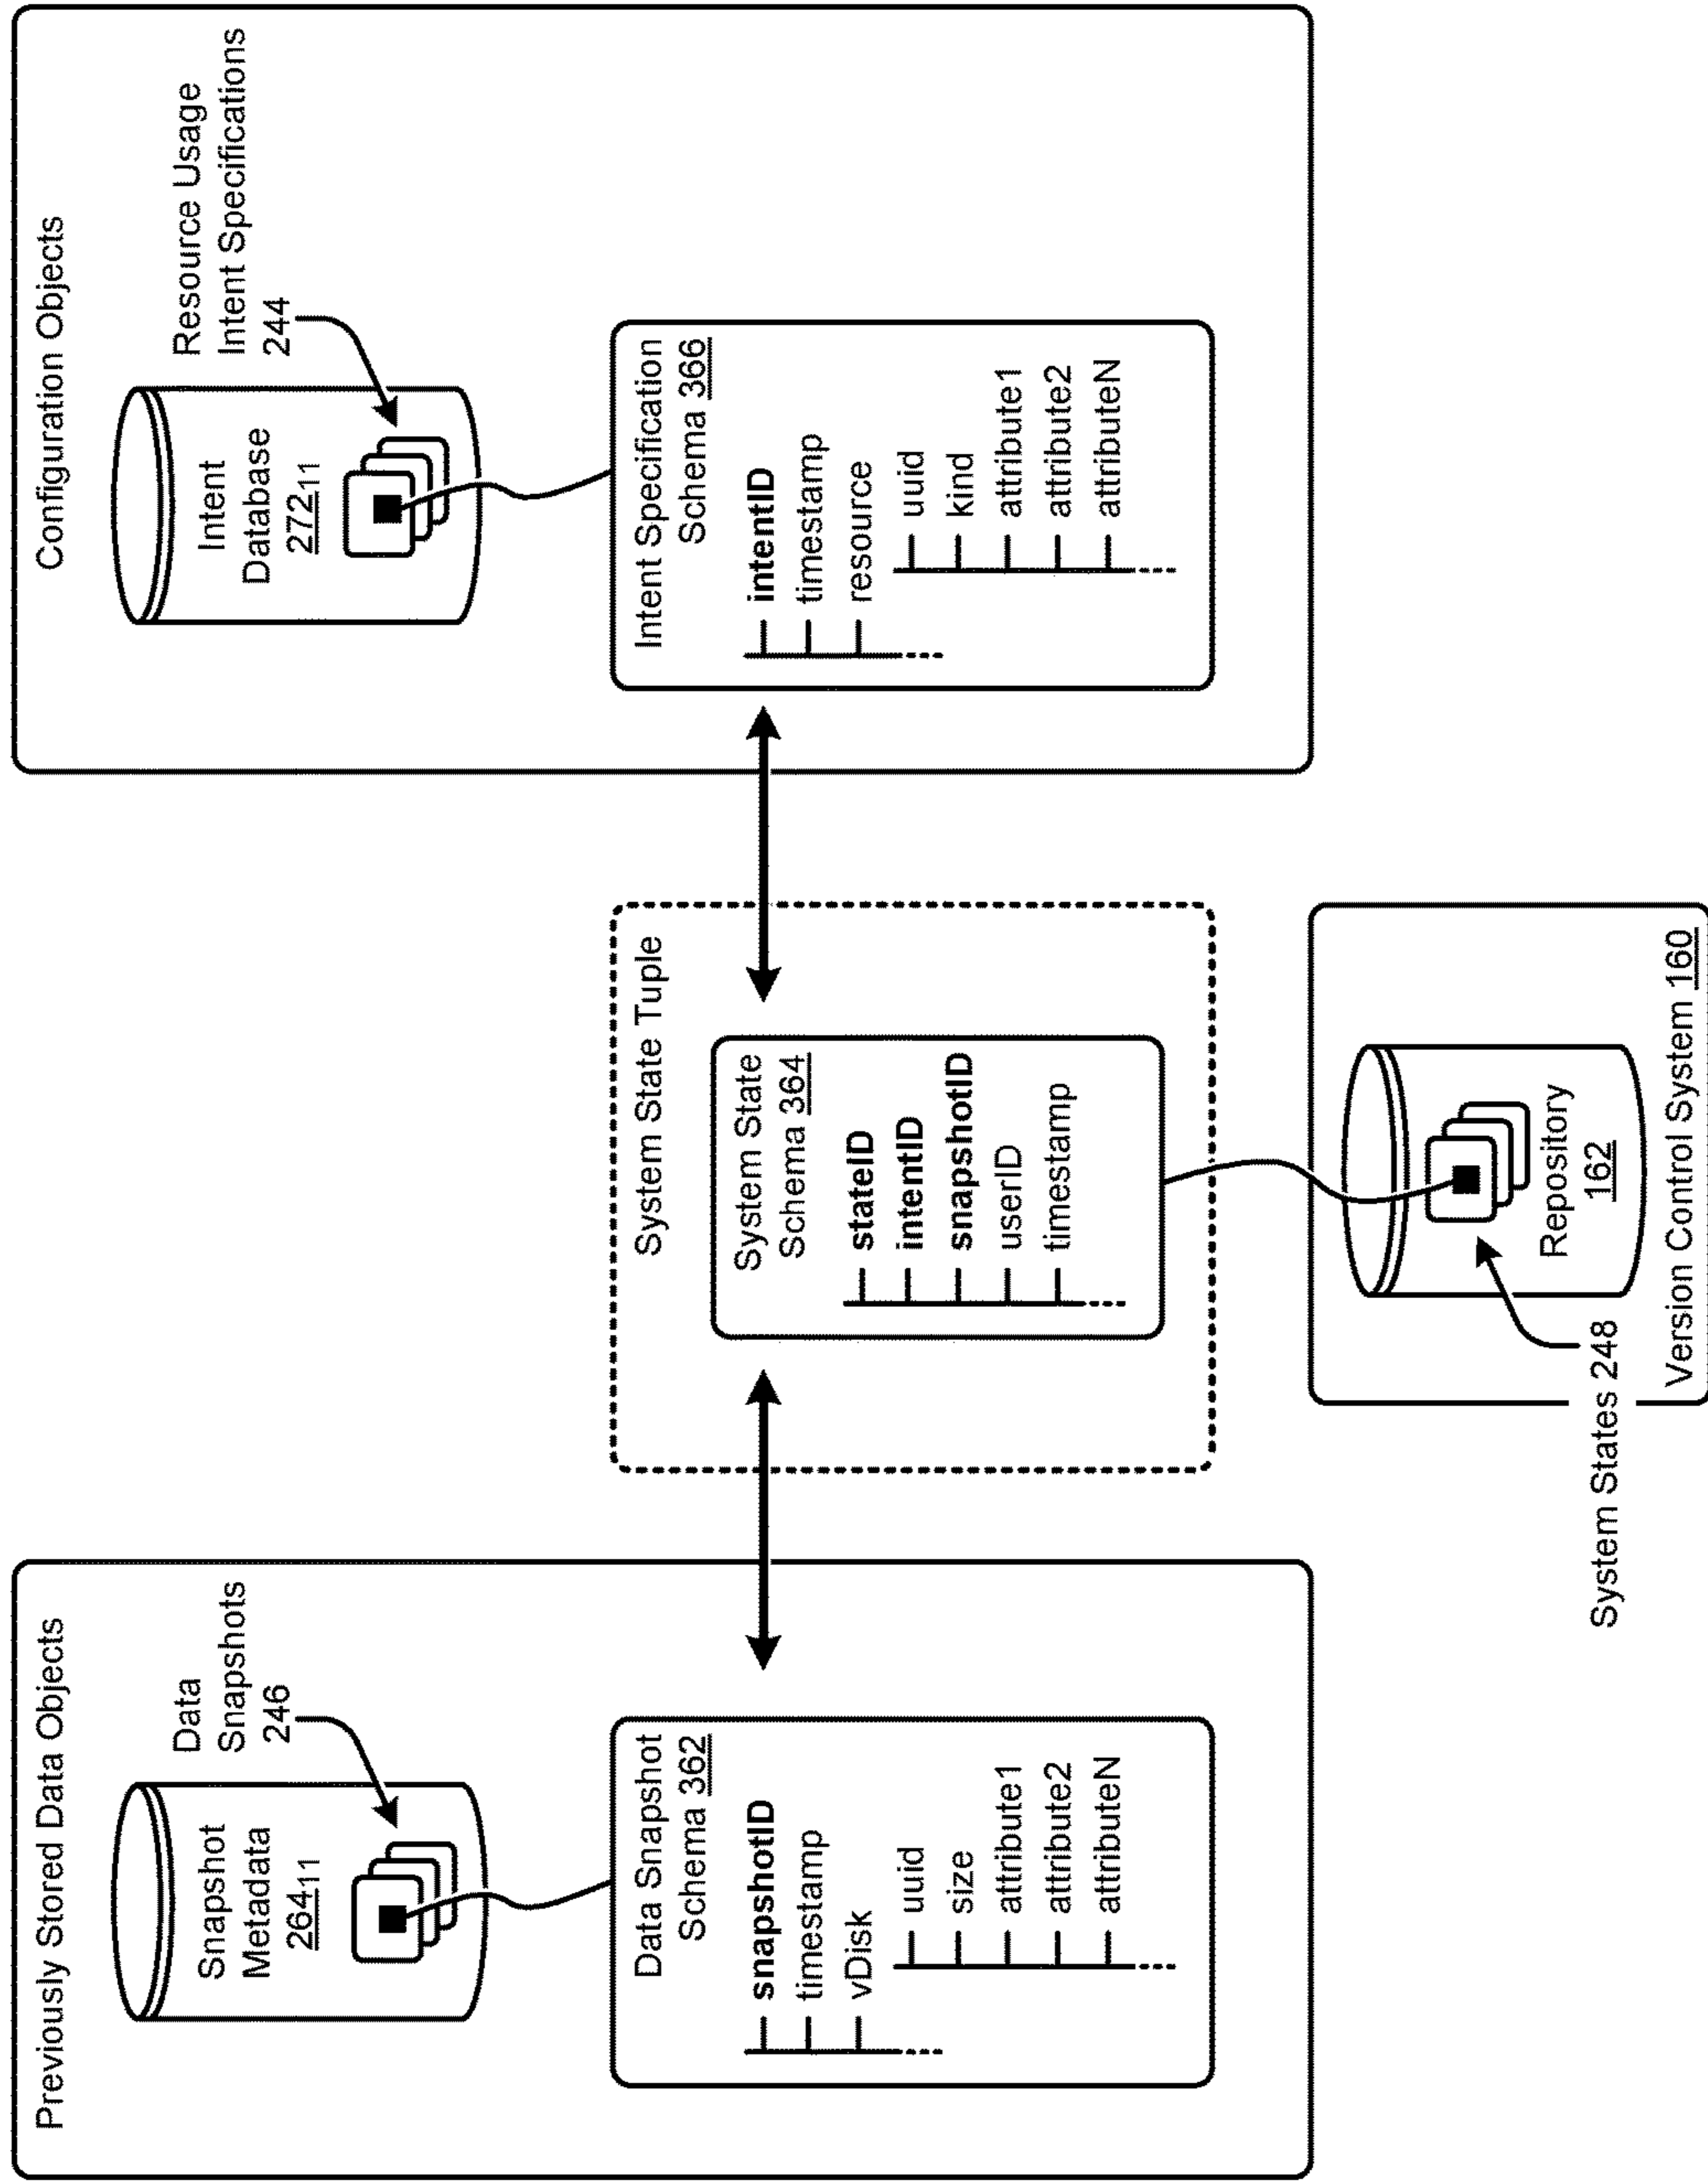 Previously Stored Data Objects
Snapshot
Metadata
264₁₁
Data
Snapshots
246
Data Snapshot
Schema 362
snapshotID
timestamp
vDisk
uuid
size
attribute1
attribute2
attributeN
System State Tuple
System State
Schema 364
stateID
intentID
snapshotID
userID
timestamp
System States 248
Repository
162
Version Control System 160
Configuration Objects
Intent
Database
272₁₁
Resource Usage
Intent Specifications
244
Intent Specification
Schema 366
intentID
timestamp
resource
uuid
kind
attribute1
attribute2
attributeN